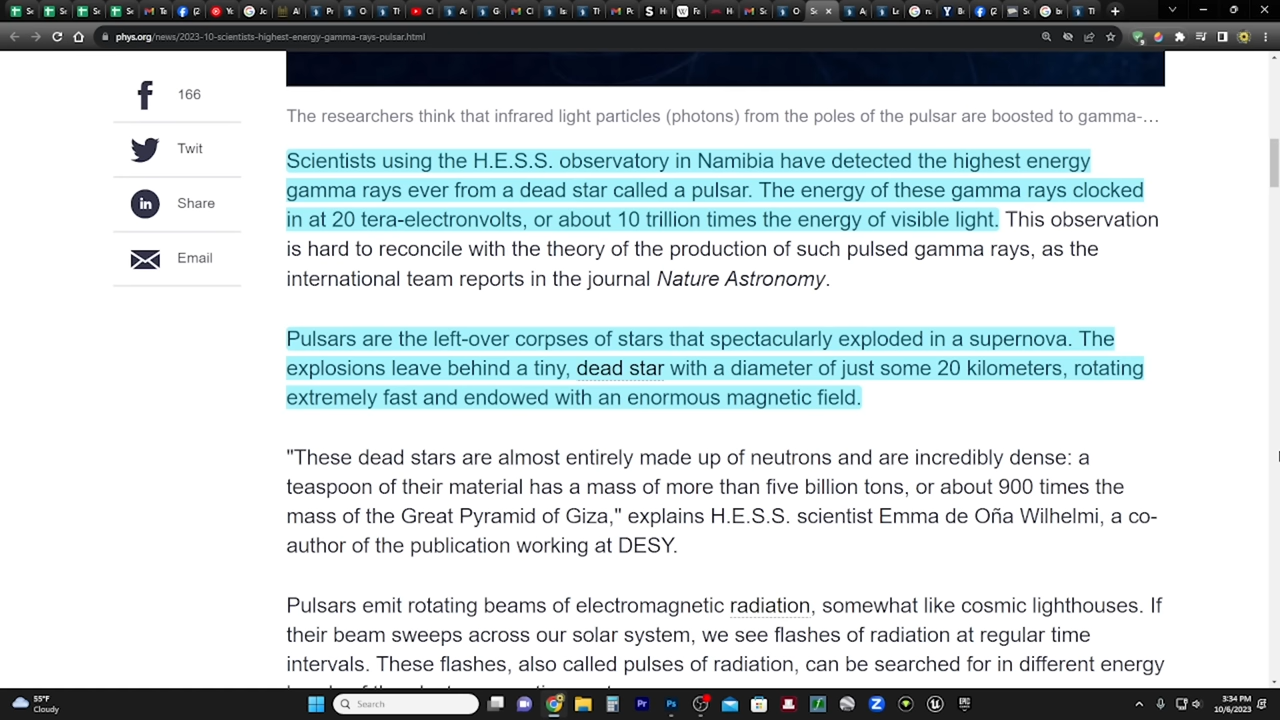 phys.org/news/2023-10-scientists-highest-energy-gamma-rays-pulsar.html
166
Twit
Share
Email
The researchers think that infrared light particles (photons) from the poles of the pulsar are boosted to gamma-…
Scientists using the H.E.S.S. observatory in Namibia have detected the highest energy
gamma rays ever from a dead star called a pulsar. The energy of these gamma rays clocked
in at 20 tera-electronvolts, or about 10 trillion times the energy of visible light. This observation
is hard to reconcile with the theory of the production of such pulsed gamma rays, as the
international team reports in the journal Nature Astronomy.
Pulsars are the left-over corpses of stars that spectacularly exploded in a supernova. The
explosions leave behind a tiny, dead star with a diameter of just some 20 kilometers, rotating
extremely fast and endowed with an enormous magnetic field.
"These dead stars are almost entirely made up of neutrons and are incredibly dense: a
teaspoon of their material has a mass of more than five billion tons, or about 900 times the
mass of the Great Pyramid of Giza," explains H.E.S.S. scientist Emma de Oña Wilhelmi, a co-
author of the publication working at DESY.
Pulsars emit rotating beams of electromagnetic radiation, somewhat like cosmic lighthouses. If
their beam sweeps across our solar system, we see flashes of radiation at regular time
intervals. These flashes, also called pulses of radiation, can be searched for in different energy
55°F
Cloudy
Search
3:34 PM
10/6/2023